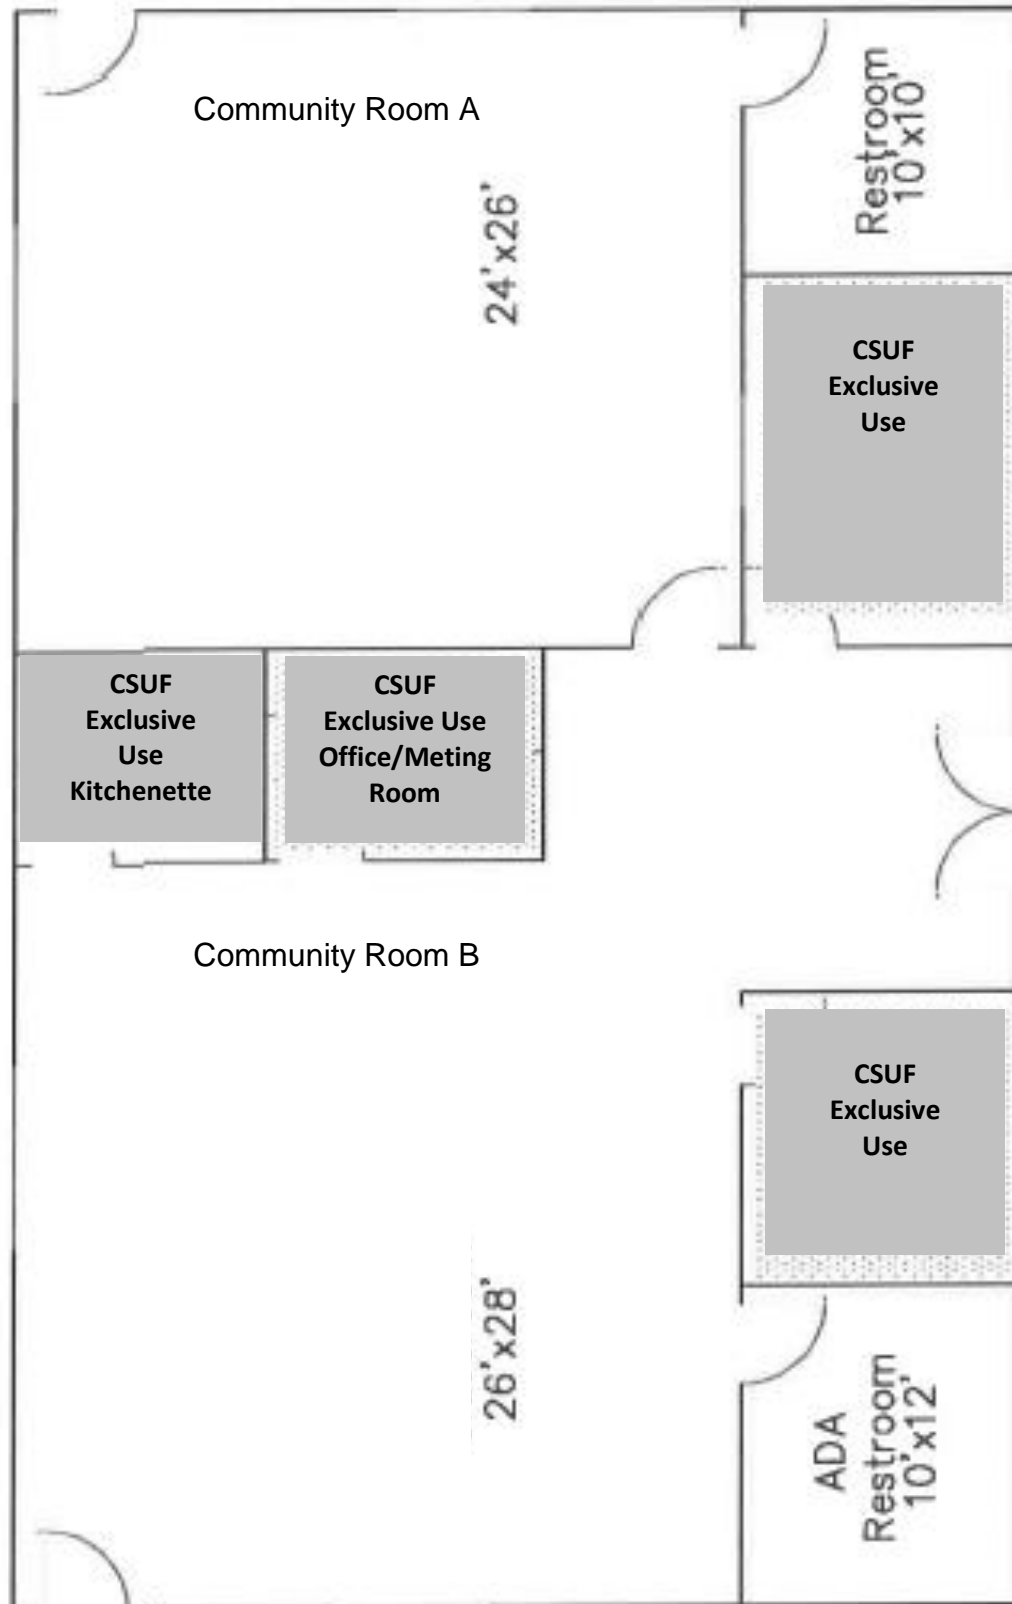 Community Room A
24'x26'
Restroom
10'x10'
CSUF
Exclusive
Use
CSUF
Exclusive
Use
Kitchenette
CSUF
Exclusive Use
Office/Meting
Room
Community Room B
CSUF
Exclusive
Use
26'x28'
ADA
Restroom
10'x12'